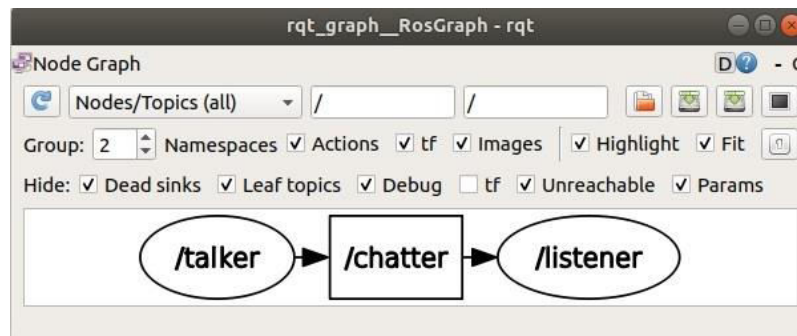 rqt_graph__RosGraph - rqt
Node Graph D ? - C
Nodes/Topics (all) / /
Group: 2 Namespaces Actions tf Images Highlight Fit
Hide: Dead sinks Leaf topics Debug tf Unreachable Params
/talker /chatter /listener